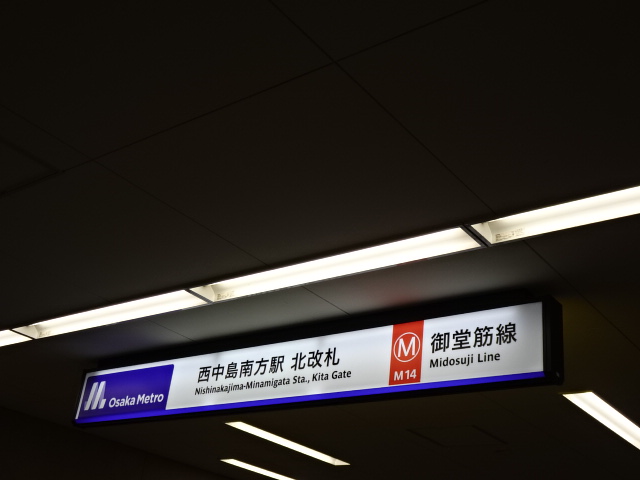 Osaka Metro
西中島南方駅 北改札
Nishinakajima-Minamigata Sta., Kita Gate
M
M14
御堂筋線
Midosuji Line